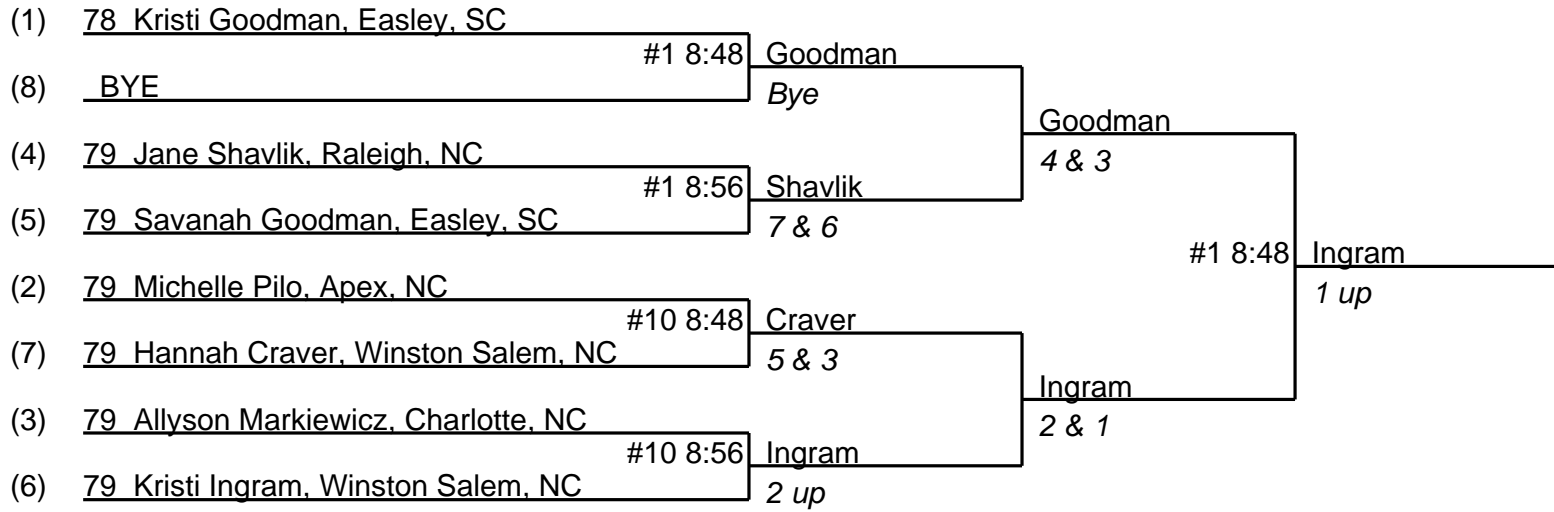 (1) 78 Kristi Goodman, Easley, SC
#1 8:48 Goodman
(8) BYE
Bye
Goodman
(4) 79 Jane Shavlik, Raleigh, NC
4 & 3
#1 8:56 Shavlik
(5) 79 Savanah Goodman, Easley, SC
7 & 6
#1 8:48 Ingram
(2) 79 Michelle Pilo, Apex, NC
1 up
#10 8:48 Craver
(7) 79 Hannah Craver, Winston Salem, NC
5 & 3
Ingram
(3) 79 Allyson Markiewicz, Charlotte, NC
2 & 1
#10 8:56 Ingram
(6) 79 Kristi Ingram, Winston Salem, NC
2 up